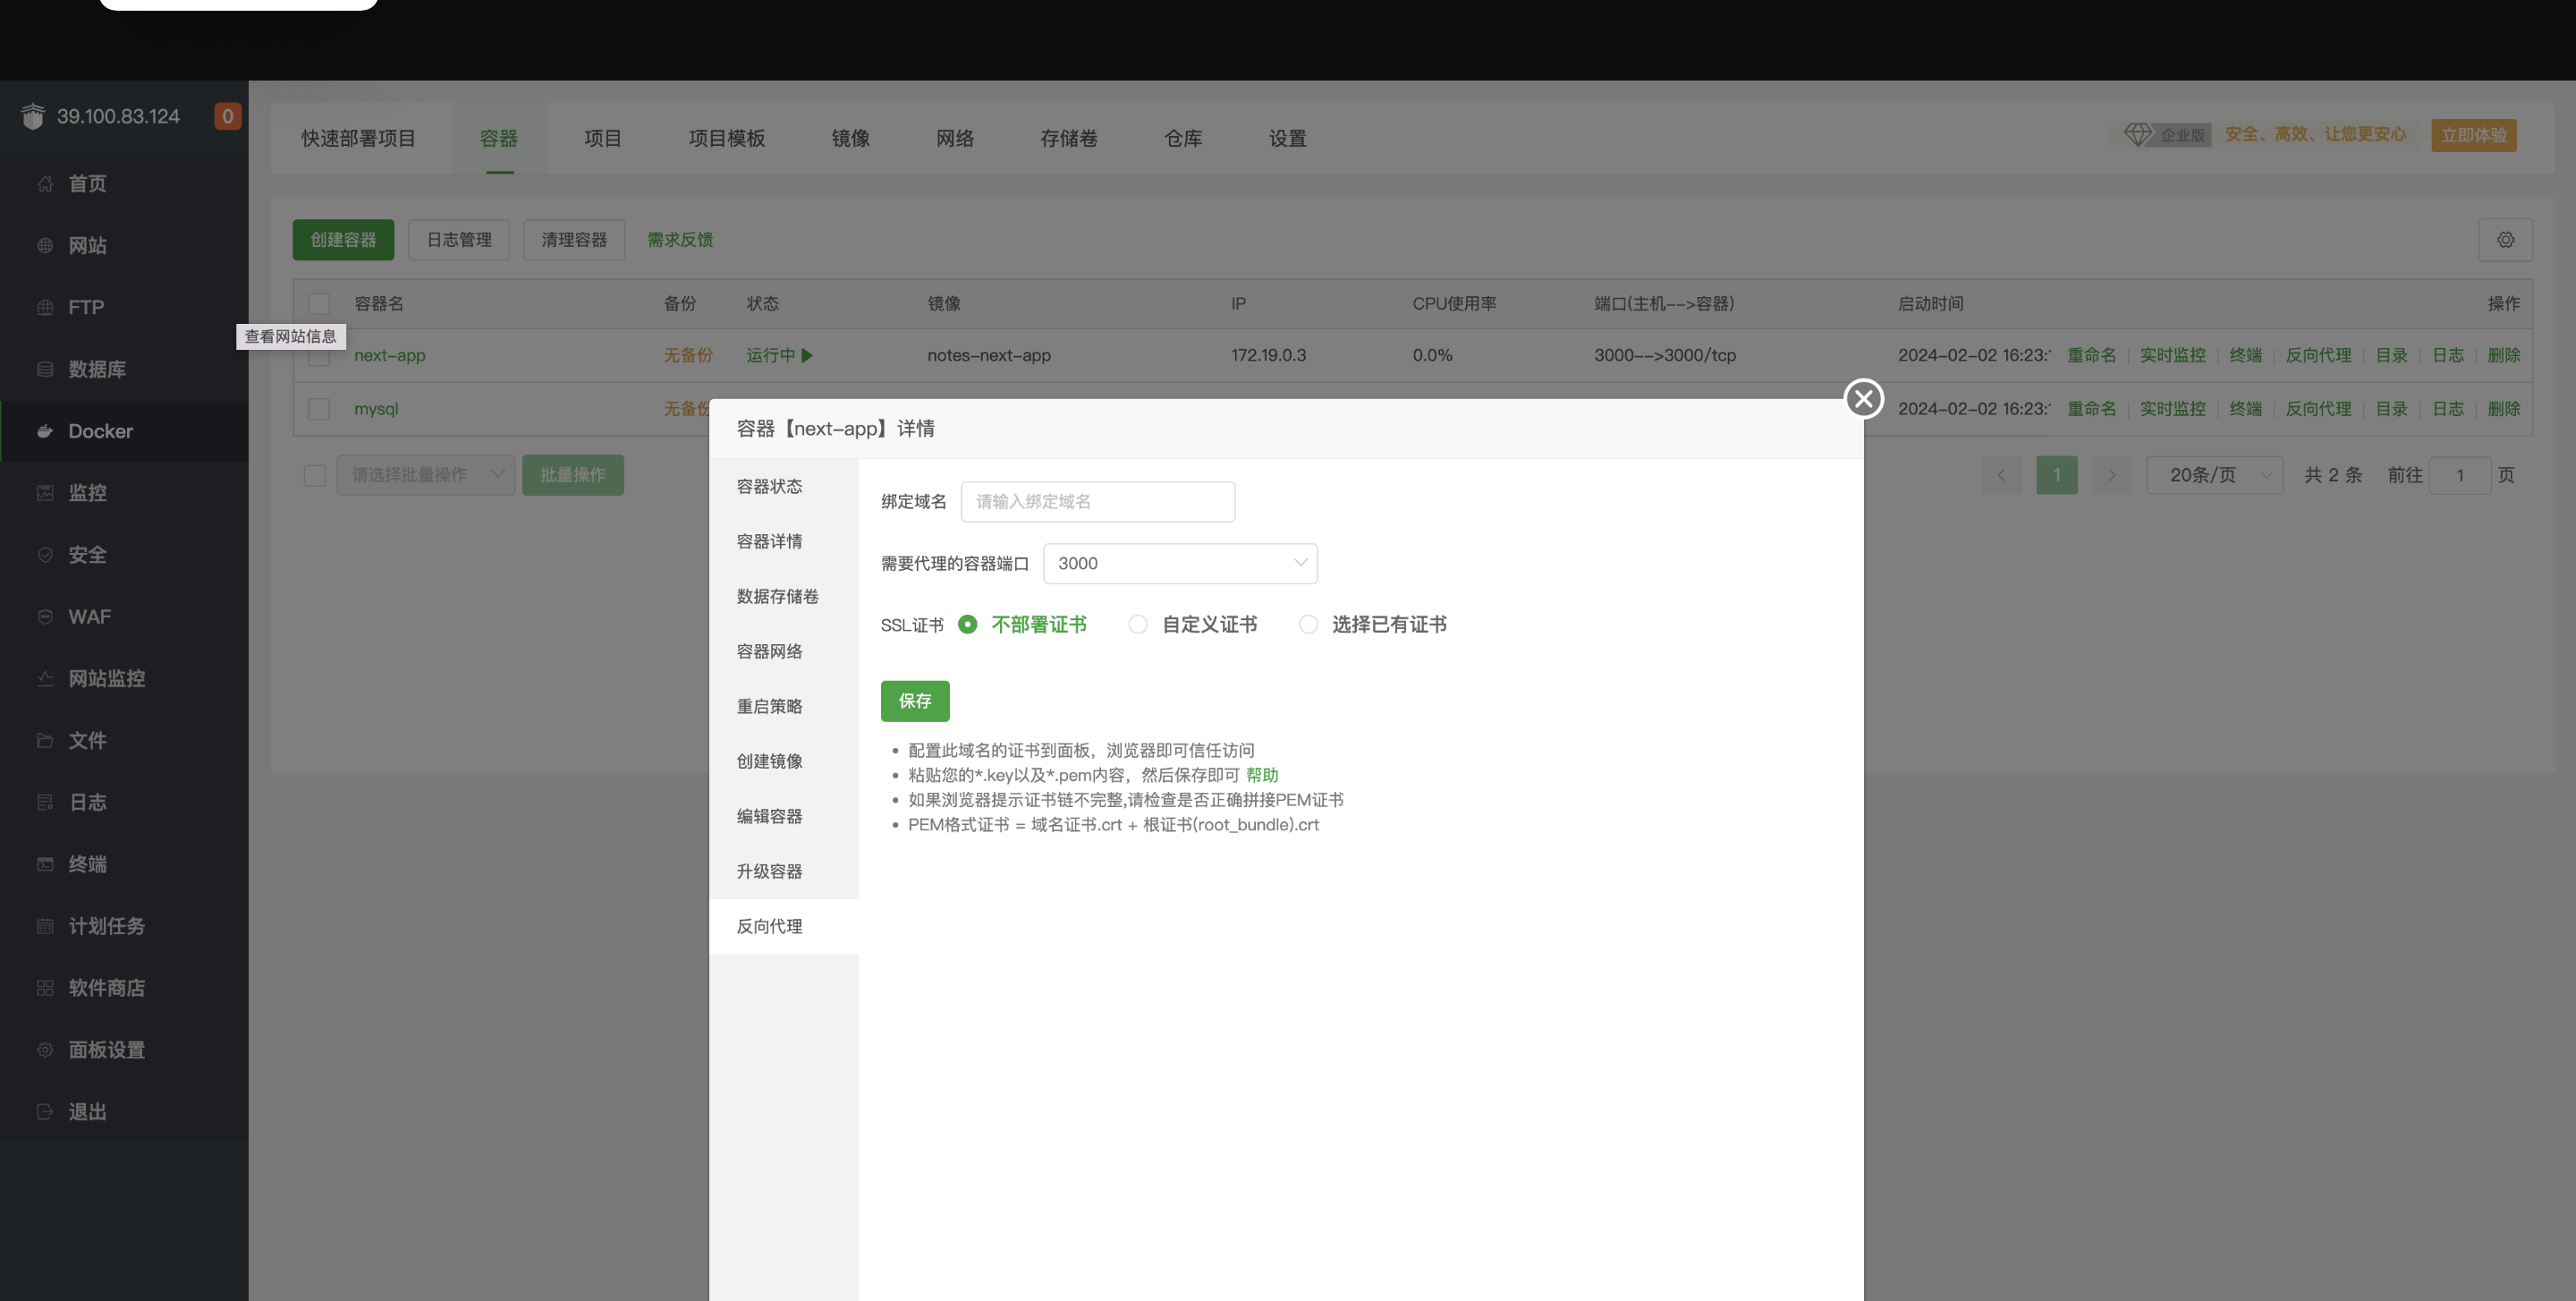 39.100.83.124 0
首页
网站
FTP
数据库
Docker
监控
安全
WAF
网站监控
文件
日志
终端
计划任务
软件商店
面板设置
退出
快速部署项目 容器 项目 项目模板 镜像 网络 存储卷 仓库 设置
企业版 安全、高效、让您更安心 立即体验
创建容器 日志管理 清理容器 需求反馈
容器名 备份 状态 镜像 IP CPU使用率 端口(主机-->容器) 启动时间 操作
查看网站信息
next-app 无备份 运行中 notes-next-app 172.19.0.3 0.0% 3000-->3000/tcp 2024-02-02 16:23: 重命名 实时监控 终端 反向代理 目录 日志 删除
mysql 无备份 2024-02-02 16:23: 重命名 实时监控 终端 反向代理 目录 日志 删除
请选择批量操作 批量操作
1 20条/页 共 2 条 前往 1 页
容器【next-app】详情
容器状态
容器详情
数据存储卷
容器网络
重启策略
创建镜像
编辑容器
升级容器
反向代理
绑定域名 请输入绑定域名
需要代理的容器端口 3000
SSL证书 不部署证书 自定义证书 选择已有证书
保存
配置此域名的证书到面板，浏览器即可信任访问
粘贴您的*.key以及*.pem内容，然后保存即可 帮助
如果浏览器提示证书链不完整,请检查是否正确拼接PEM证书
PEM格式证书 = 域名证书.crt + 根证书(root_bundle).crt